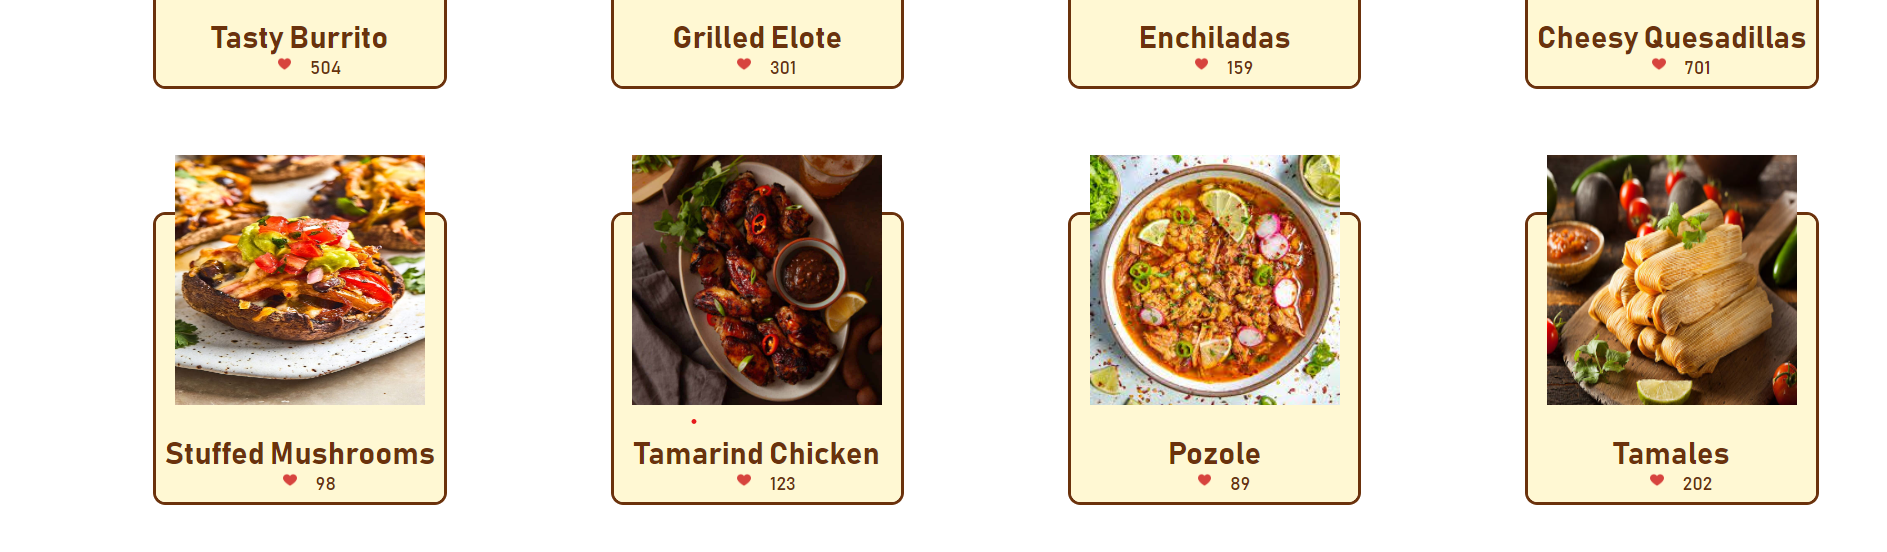 Tasty Burrito
504
Grilled Elote
301
Enchiladas
159
Cheesy Quesadillas
701
Stuffed Mushrooms
98
Tamarind Chicken
123
Pozole
89
Tamales
202